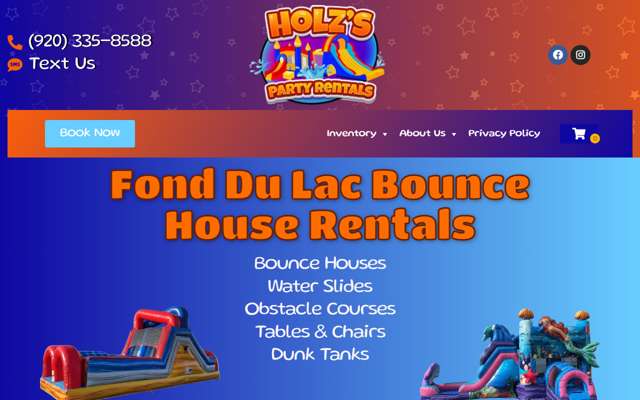 (920) 335-8588
SMS Text Us
HOLZ'S
PARTY RENTALS
Book Now
Inventory
About Us
Privacy Policy
0
Fond Du Lac Bounce
House Rentals
Bounce Houses
Water Slides
Obstacle Courses
Tables & Chairs
Dunk Tanks